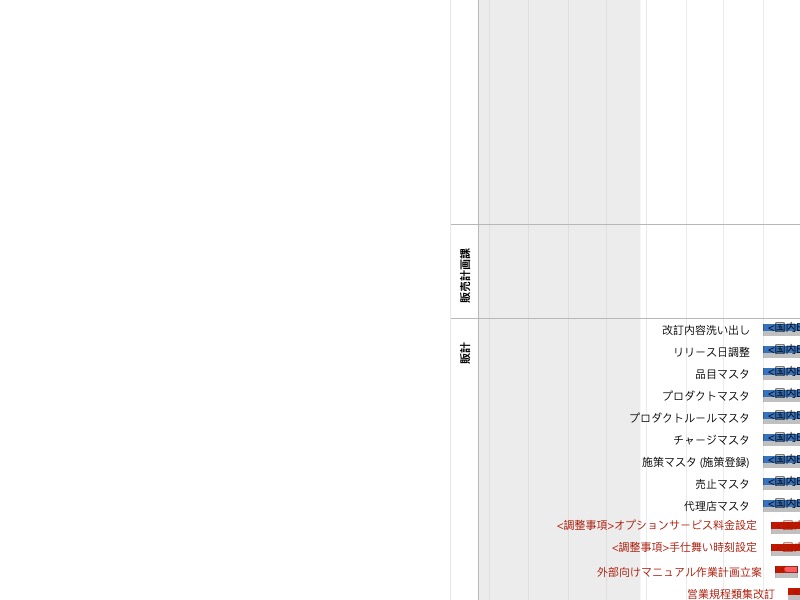 販売計画課
販計
改訂内容洗い出し
<国内
リリース日調整
<国内
品目マスタ
<国内
プロダクトマスタ
<国内
プロダクトルールマスタ
<国内
チャージマスタ
<国内
施策マスタ (施策登録)
<国内
売止マスタ
<国内
代理店マスタ
<国内
<調整事項>オプションサービス料金設定
<調整事項>手仕舞い時刻設定
外部向けマニュアル作業計画立案
営業規程類集改訂